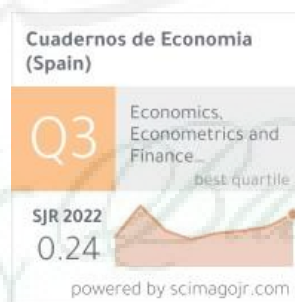 Cuadernos de Economia
(Spain)
Q3
Economics,
Econometrics and
Finance...
best quartile
SJR 2022
0.24
powered by scimagojr.com